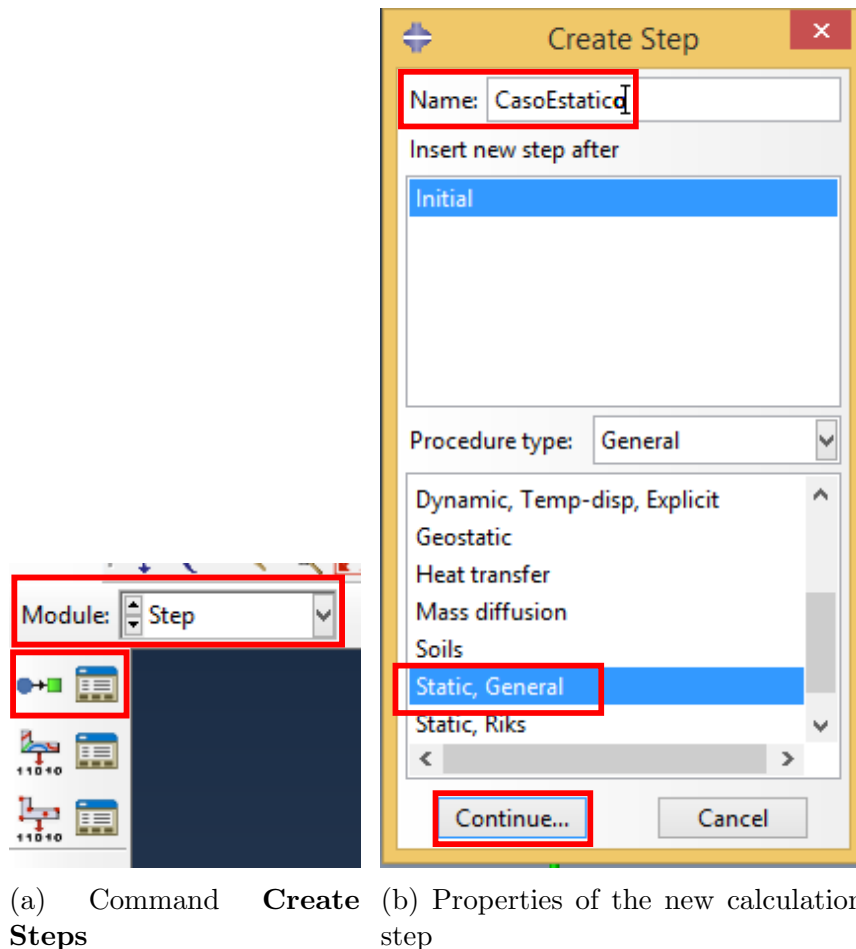 Create Step
Name: CasoEstatico
Insert new step after
Initial
Procedure type: General
Dynamic, Temp-disp, Explicit
Geostatic
Heat transfer
Mass diffusion
Soils
Static, General
Static, Riks
Continue... Cancel
Module: Step
11010
11010
(a) Command Create
Steps
(b) Properties of the new calculation
step